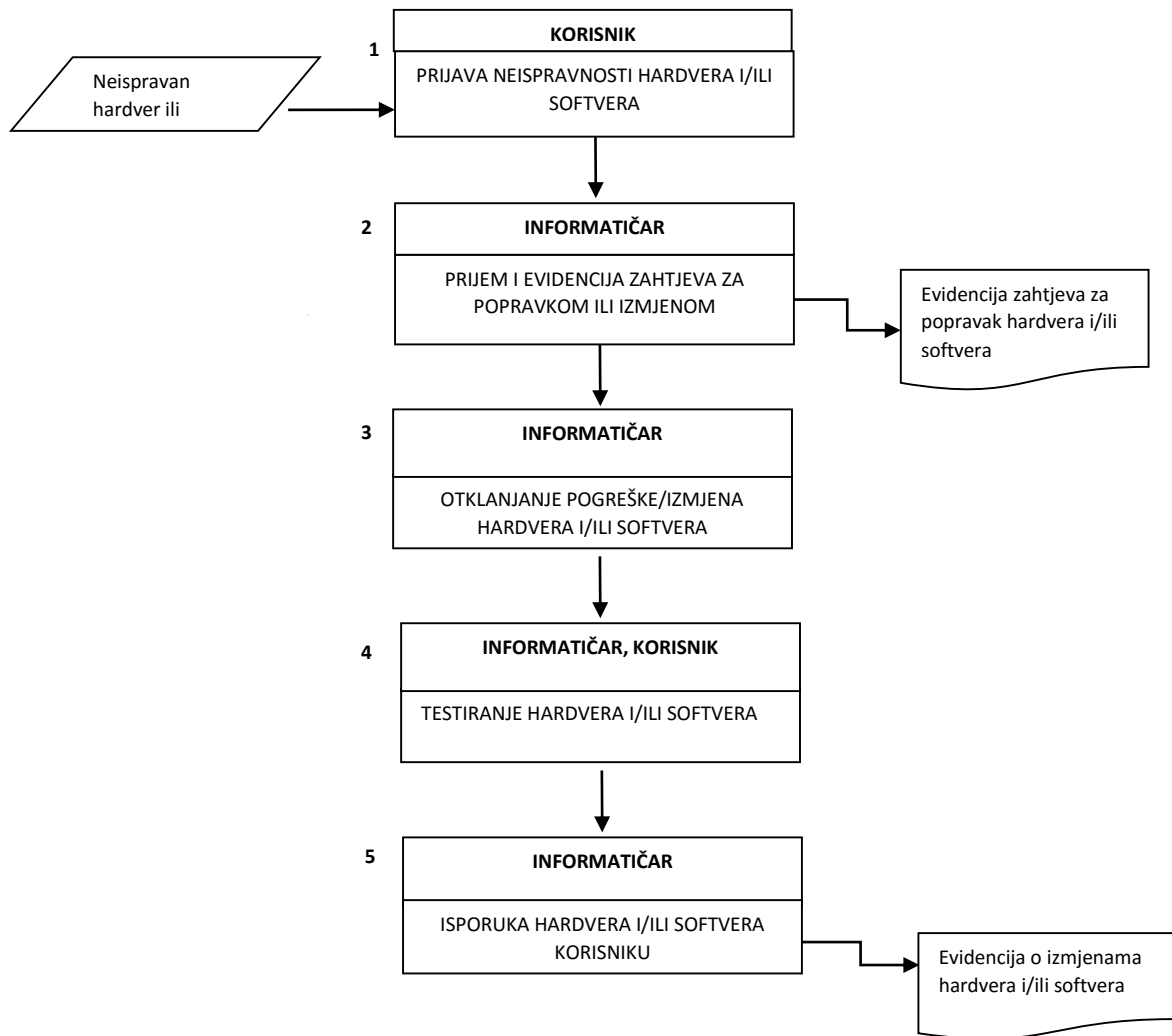 KORISNIK
1
Neispravan
hardver ili
PRIJAVA NEISPRAVNOSTI HARDVERA I/ILI
SOFTVERA
2
INFORMATIČAR
PRIJEM I EVIDENCIJA ZAHTJEVA ZA
POPRAVKOM ILI IZMJENOM
Evidencija zahtjeva za
popravak hardvera i/ili
softvera
3
INFORMATIČAR
OTKLANJANJE POGREŠKE/IZMJENA
HARDVERA I/ILI SOFTVERA
4
INFORMATIČAR, KORISNIK
TESTIRANJE HARDVERA I/ILI SOFTVERA
5
INFORMATIČAR
ISPORUKA HARDVERA I/ILI SOFTVERA
KORISNIKU
Evidencija o izmjenama
hardvera i/ili softvera